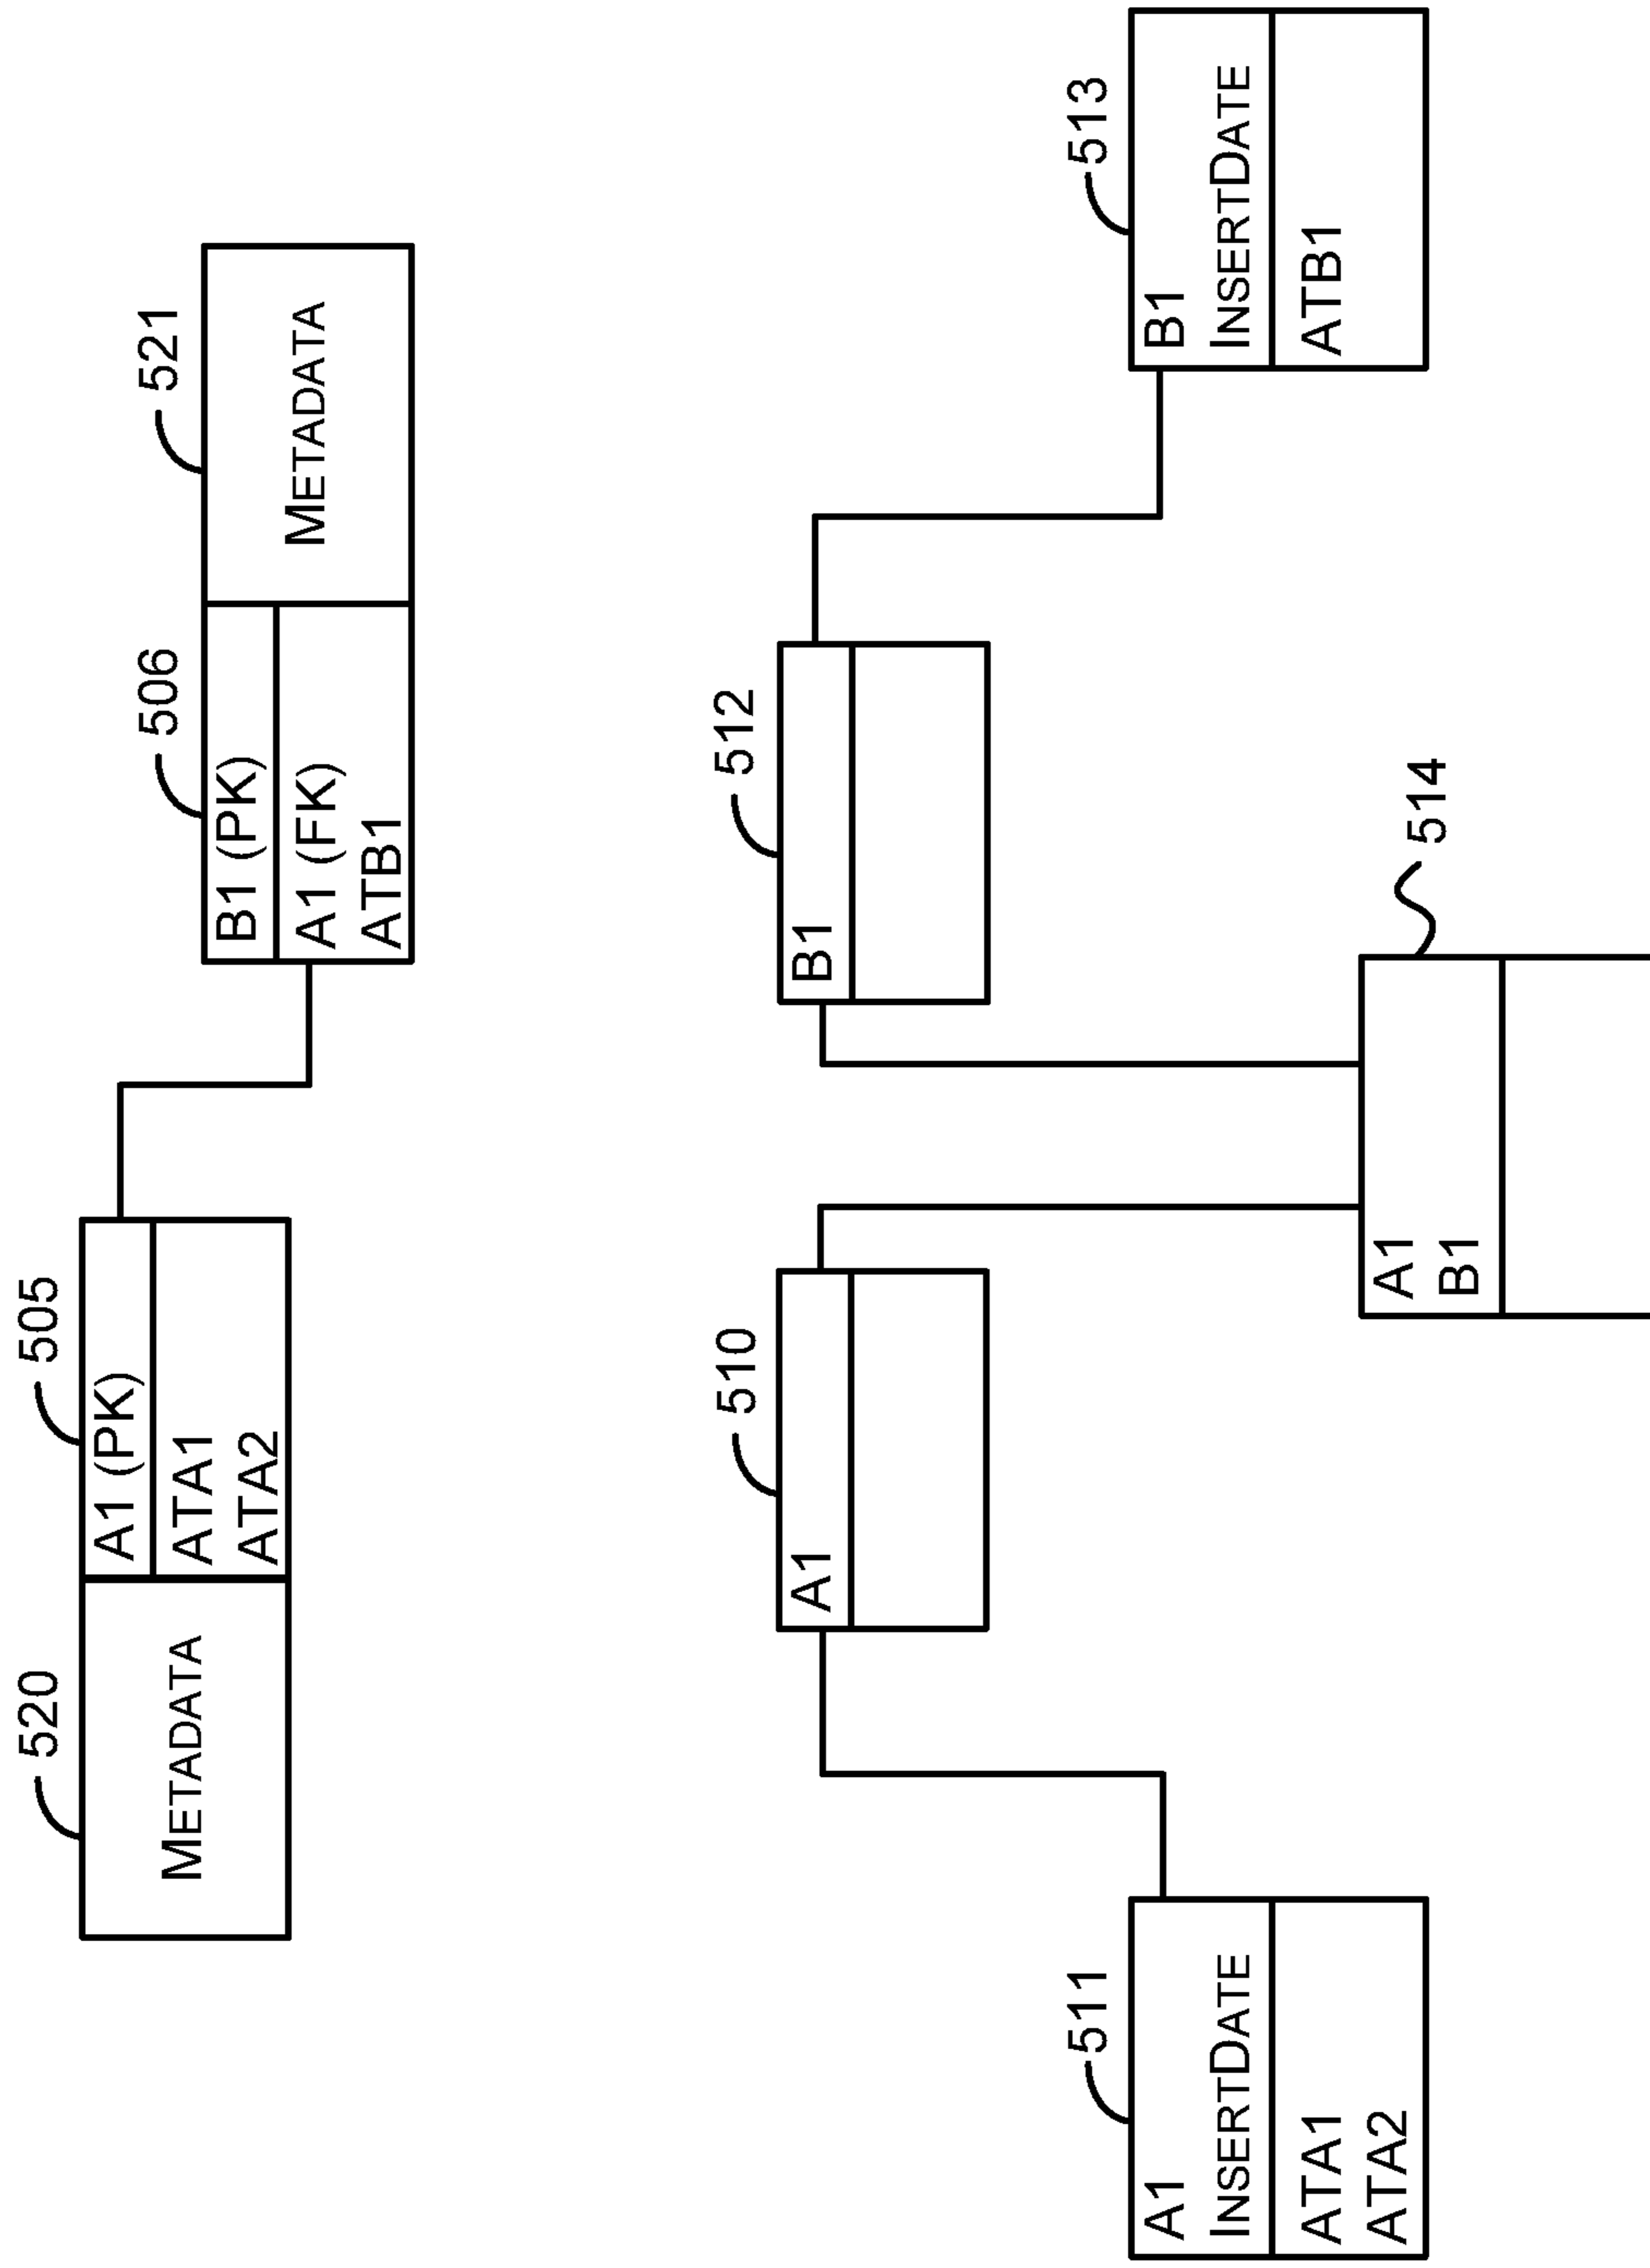 520
505
METADATA
A1 (PK)
ATA1
ATA2
506
521
B1 (PK)
A1 (FK)
ATB1
METADATA
510
A1
512
B1
511
A1
INSERTDATE
ATA1
ATA2
513
B1
INSERTDATE
ATB1
A1
B1
514